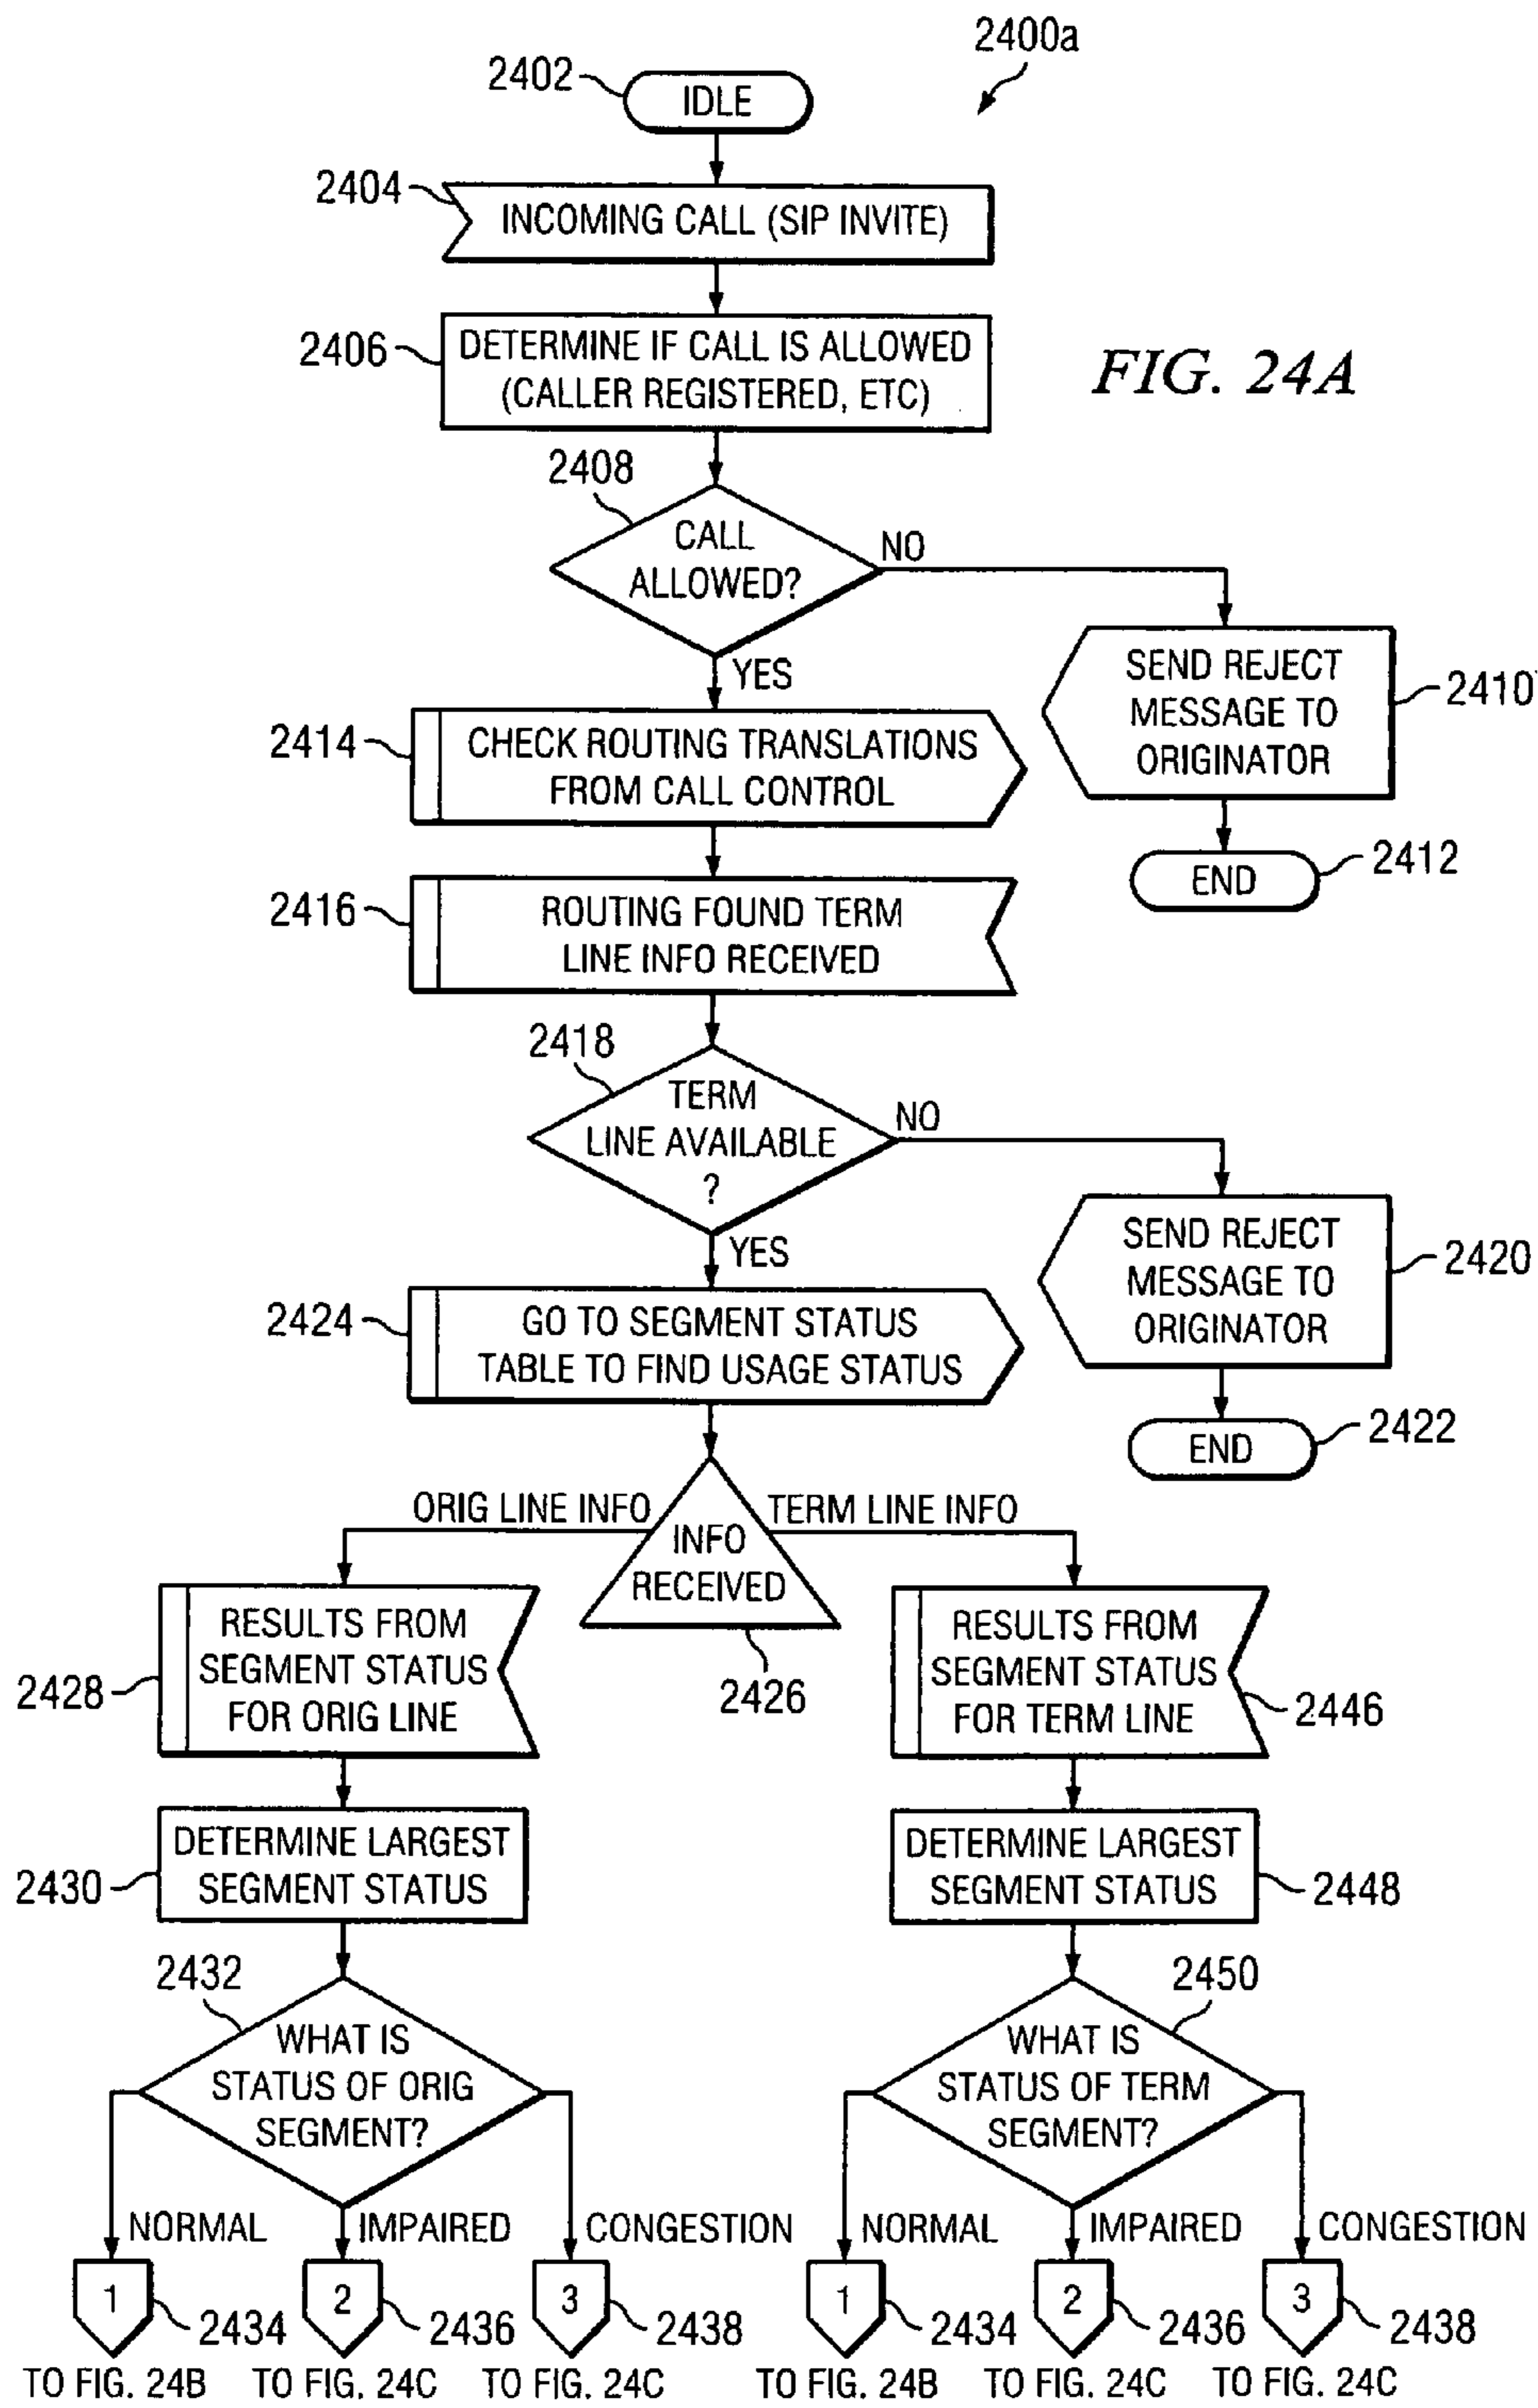 2400a
2402
IDLE
2404
INCOMING CALL (SIP INVITE)
2406
DETERMINE IF CALL IS ALLOWED
(CALLER REGISTERED, ETC)
FIG. 24A
2408
CALL
ALLOWED?
NO
YES
SEND REJECT
MESSAGE TO
ORIGINATOR
2410
2414
CHECK ROUTING TRANSLATIONS
FROM CALL CONTROL
END
2412
2416
ROUTING FOUND TERM
LINE INFO RECEIVED
2418
TERM
LINE AVAILABLE
?
NO
YES
SEND REJECT
MESSAGE TO
ORIGINATOR
2420
2424
GO TO SEGMENT STATUS
TABLE TO FIND USAGE STATUS
END
2422
ORIG LINE INFO
TERM LINE INFO
INFO
RECEIVED
2426
RESULTS FROM
SEGMENT STATUS
FOR ORIG LINE
2428
RESULTS FROM
SEGMENT STATUS
FOR TERM LINE
2446
DETERMINE LARGEST
SEGMENT STATUS
2430
DETERMINE LARGEST
SEGMENT STATUS
2448
2432
WHAT IS
STATUS OF ORIG
SEGMENT?
2450
WHAT IS
STATUS OF TERM
SEGMENT?
NORMAL
IMPAIRED
CONGESTION
NORMAL
IMPAIRED
CONGESTION
1
2434
2
2436
3
2438
1
2434
2
2436
3
2438
TO FIG. 24B
TO FIG. 24C
TO FIG. 24C
TO FIG. 24B
TO FIG. 24C
TO FIG. 24C